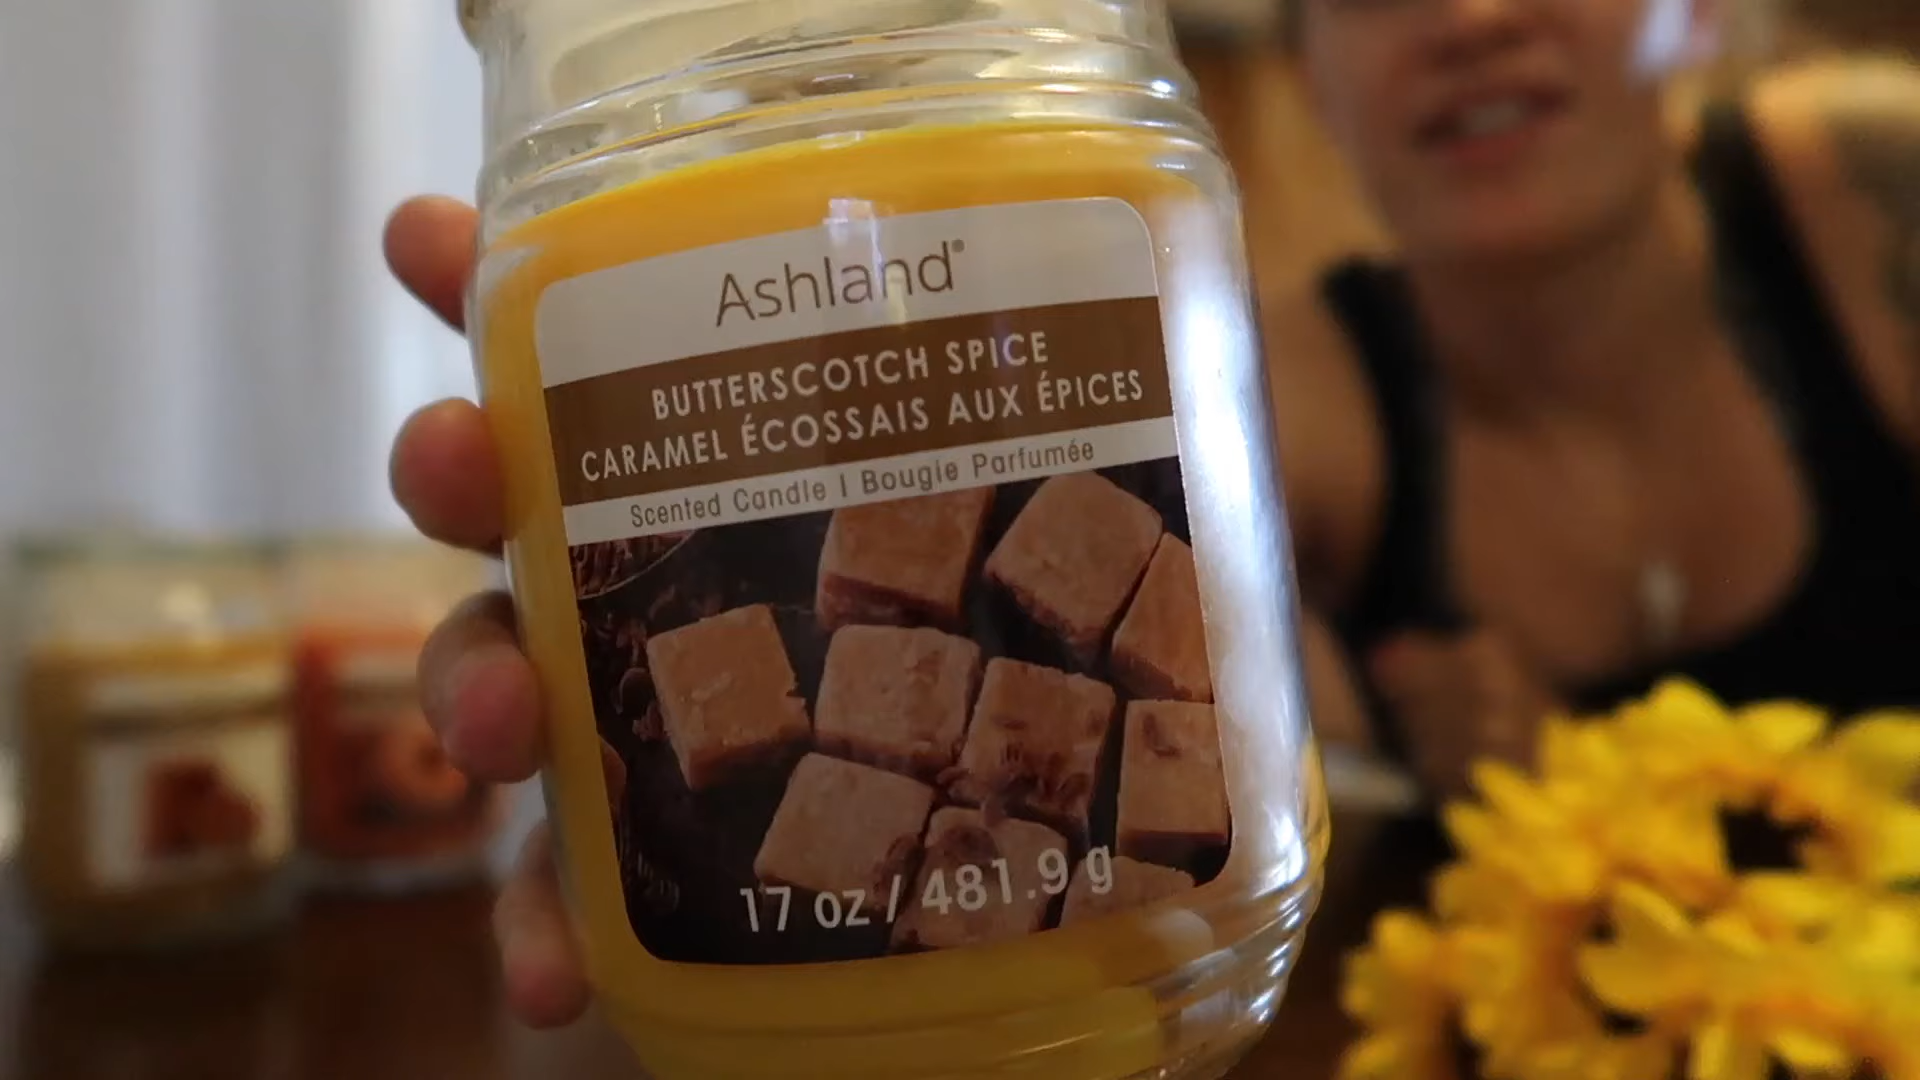 Ashland®
BUTTERSCOTCH SPICE
CARAMEL ÉCOSSAIS AUX ÉPICES
Scented Candle | Bougie Parfumée
17 oz / 481.9 g